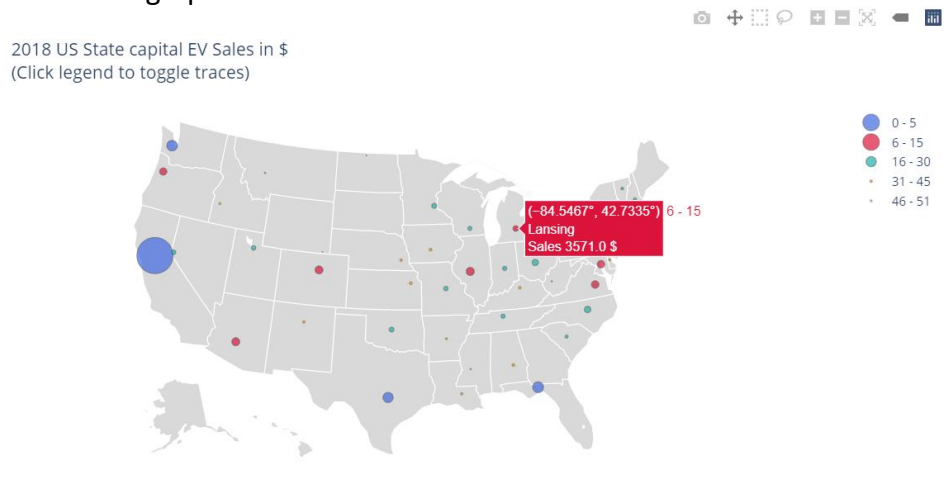 2018 US State capital EV Sales in $
(Click legend to toggle traces)
0 - 5
6 - 15
16 - 30
31 - 45
46 - 51
(−84.5467°, 42.7335°) 6 - 15
Lansing
Sales 3571.0 $